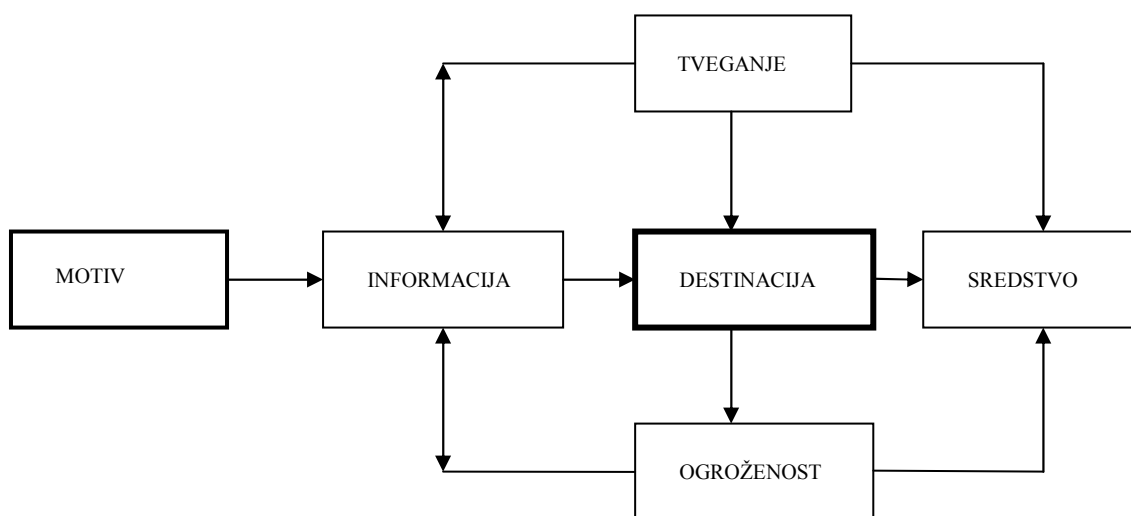 TVEGANJE
MOTIV
INFORMACIJA
DESTINACIJA
SREDSTVO
OGROŽENOST